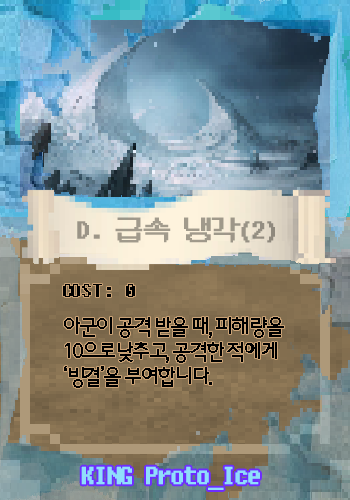 D. 급속 냉각(2)
COST: 0
아군이 공격 받을 때, 피해량을
10으로 낮추고, 공격한 적에게
‘빙결’을 부여합니다.
KING Proto_Ice